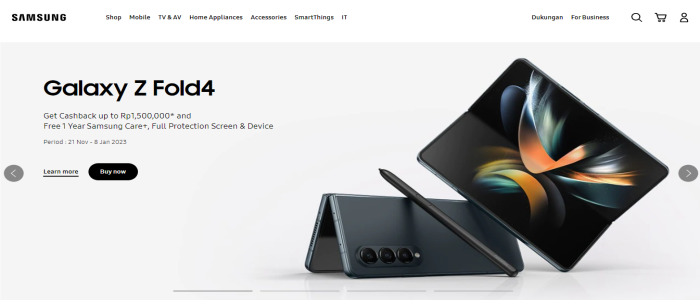 SAMSUNG
Shop Mobile TV & AV Home Appliances Accessories SmartThings IT
Dukungan For Business
Galaxy Z Fold4
Get Cashback up to Rp1,500,000* and
Free 1 Year Samsung Care+, Full Protection Screen & Device
Period : 21 Nov - 8 Jan 2023
Learn more
Buy now